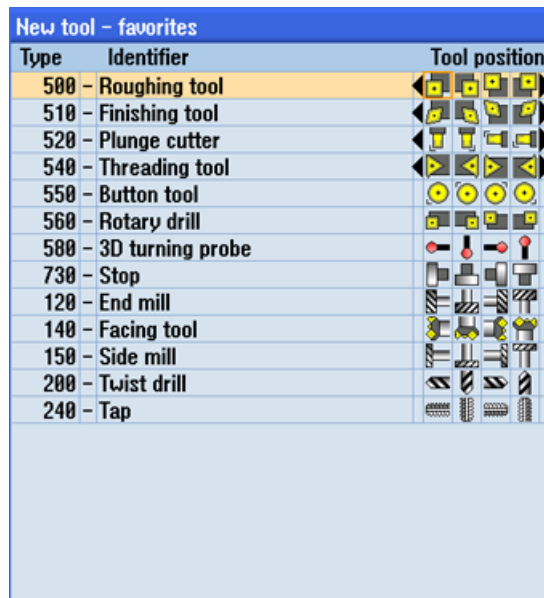 New tool - favorites
Type Identifier Tool position
500 - Roughing tool
510 - Finishing tool
520 - Plunge cutter
540 - Threading tool
550 - Button tool
560 - Rotary drill
580 - 3D turning probe
730 - Stop
120 - End mill
140 - Facing tool
150 - Side mill
200 - Twist drill
240 - Tap